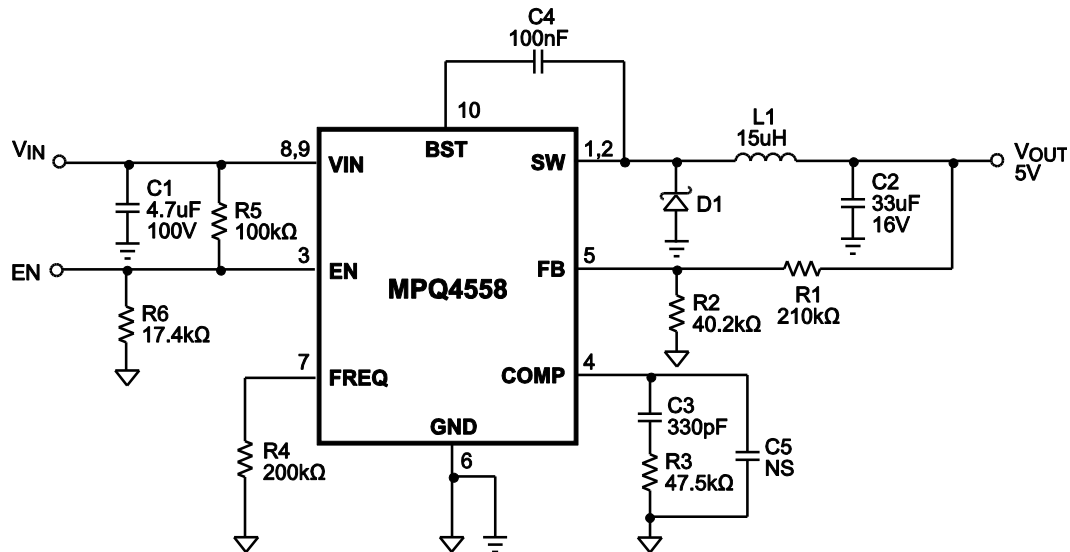 C4
100nF
10
BST
VIN
8,9
VIN
SW
1,2
L1
15uH
VOUT
5V
C1
4.7uF
100V
R5
100kΩ
D1
C2
33uF
16V
EN
3
EN
FB
5
MPQ4558
R1
210kΩ
R2
40.2kΩ
R6
17.4kΩ
7
FREQ
COMP
4
GND
6
R4
200kΩ
C3
330pF
R3
47.5kΩ
C5
NS